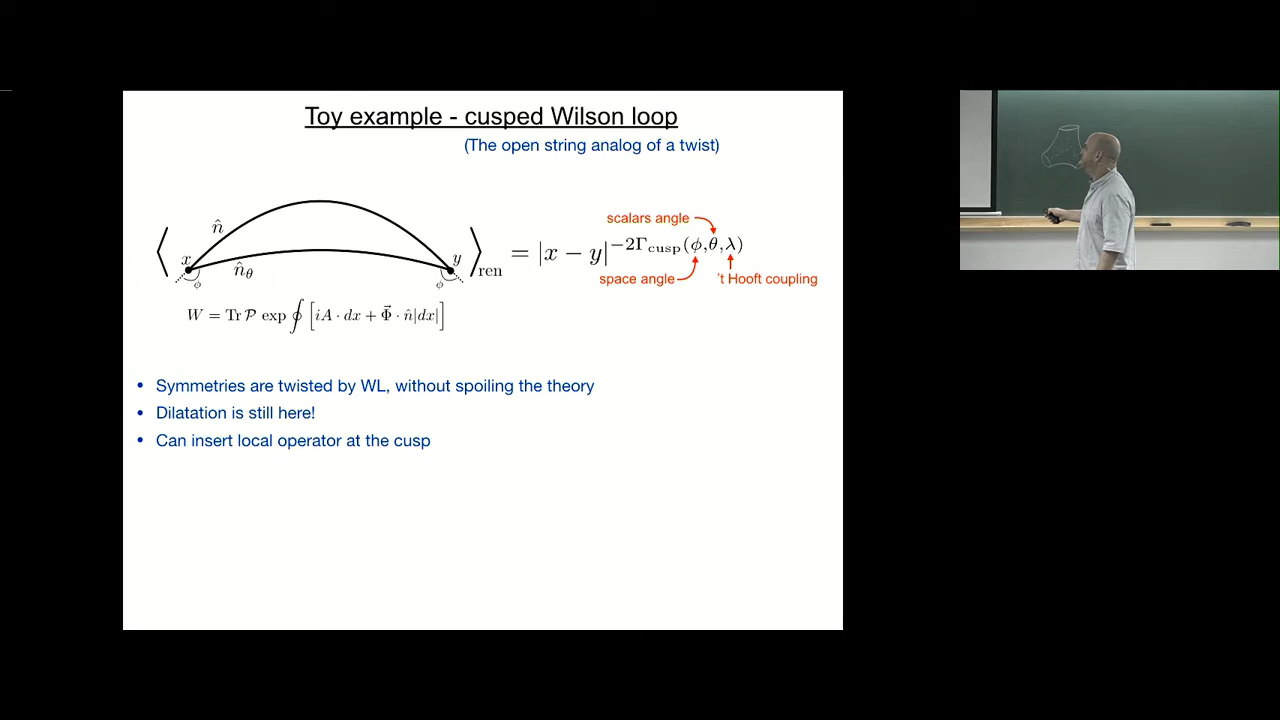 Toy example - cusped Wilson loop
(The open string analog of a twist)
scalars angle
n̂
x
y
n̂_θ
ϕ
ϕ
ren
= |x − y|^{−2Γ_cusp(ϕ,θ,λ)}
space angle
't Hooft coupling
W = Tr 𝒫 exp ∮ [iA · dx + Φ⃗ · n̂|dx|]
• Symmetries are twisted by WL, without spoiling the theory
• Dilatation is still here!
• Can insert local operator at the cusp